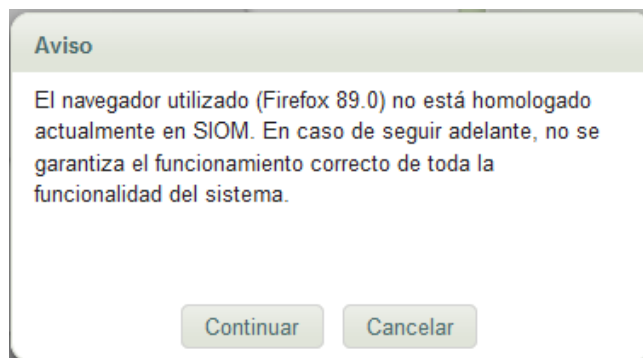 Aviso
El navegador utilizado (Firefox 89.0) no está homologado
actualmente en SIOM. En caso de seguir adelante, no se
garantiza el funcionamiento correcto de toda la
funcionalidad del sistema.
Continuar Cancelar